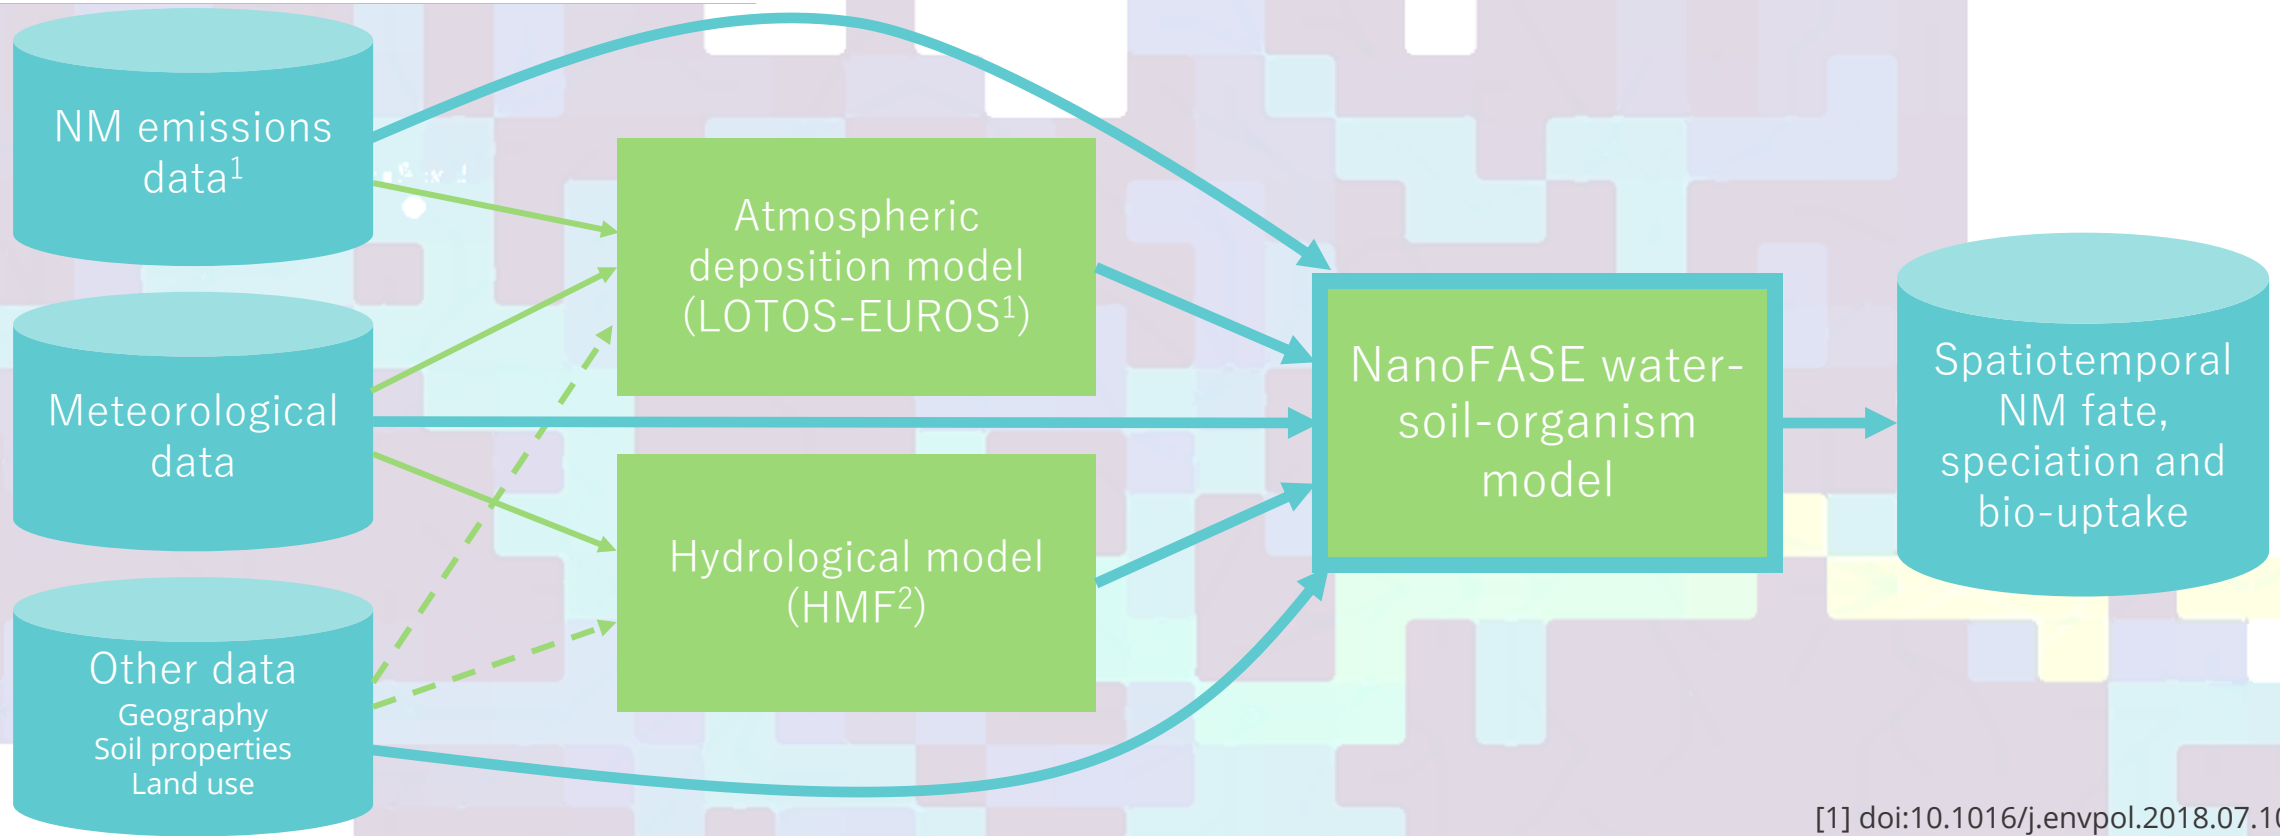 NM emissions
data¹
Atmospheric
deposition model
(LOTOS-EUROS¹)
Meteorological
data
Hydrological model
(HMF²)
Other data
Geography
Soil properties
Land use
NanoFASE water-
soil-organism
model
Spatiotemporal
NM fate,
speciation and
bio-uptake
[1] doi:10.1016/j.envpol.2018.07.10